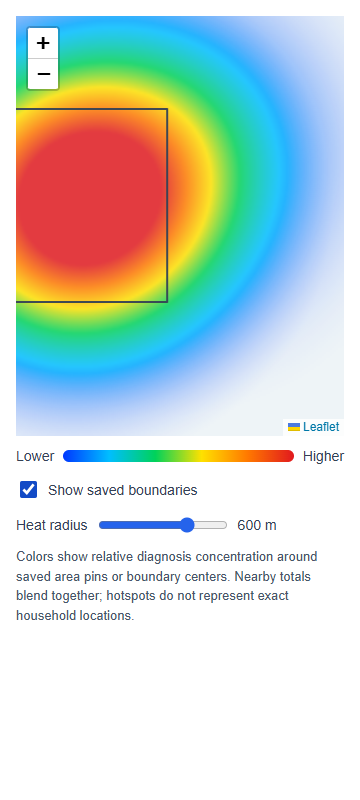 +
−
Leaflet
Lower
Higher
Show saved boundaries
Heat radius
600 m
Colors show relative diagnosis concentration around
saved area pins or boundary centers. Nearby totals
blend together; hotspots do not represent exact
household locations.